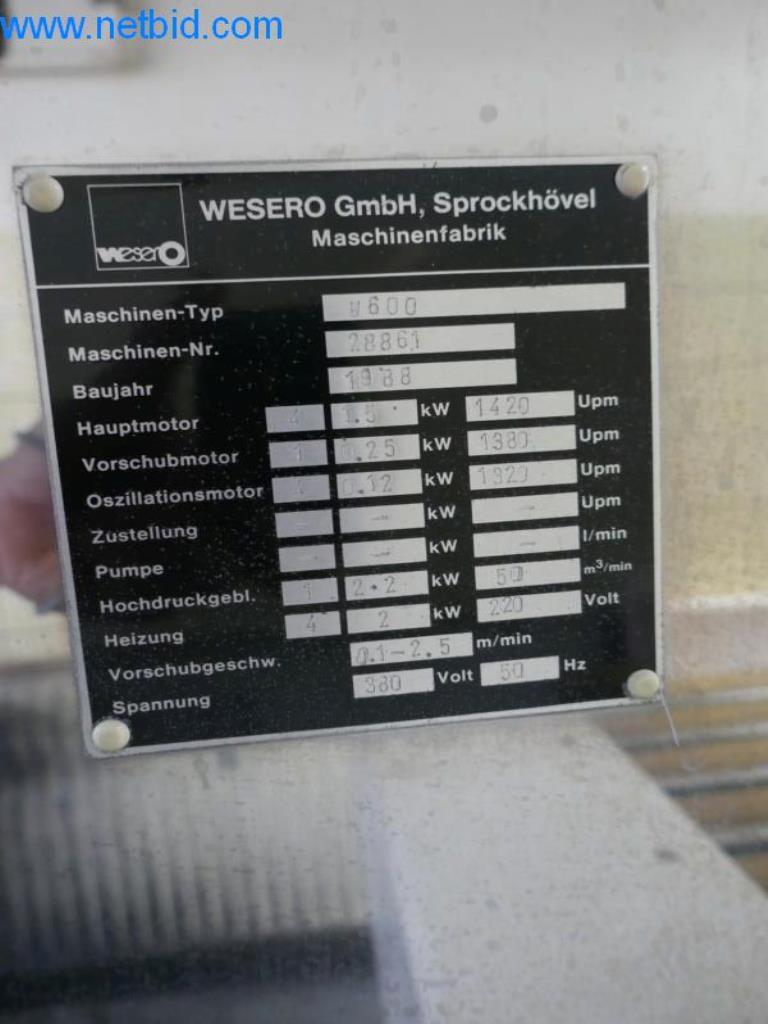 www.netbid.com
WESERO GmbH, Sprockhövel
Maschinenfabrik
wesero
Maschinen-Typ W600
Maschinen-Nr. 28861
Baujahr 1988
Hauptmotor 1.5 kW 1420 Upm
Vorschubmotor 1 0.25 kW 1380 Upm
Oszillationsmotor 0.12 kW 1320 Upm
Zustellung – – kW – Upm
Pumpe – – kW – l/min
Hochdruckgebl. 1 2.2 kW 50 m³/min
Heizung 4 2 kW 220 Volt
Vorschubgeschw. 0.1-2.5 m/min
Spannung 380 Volt 50 Hz